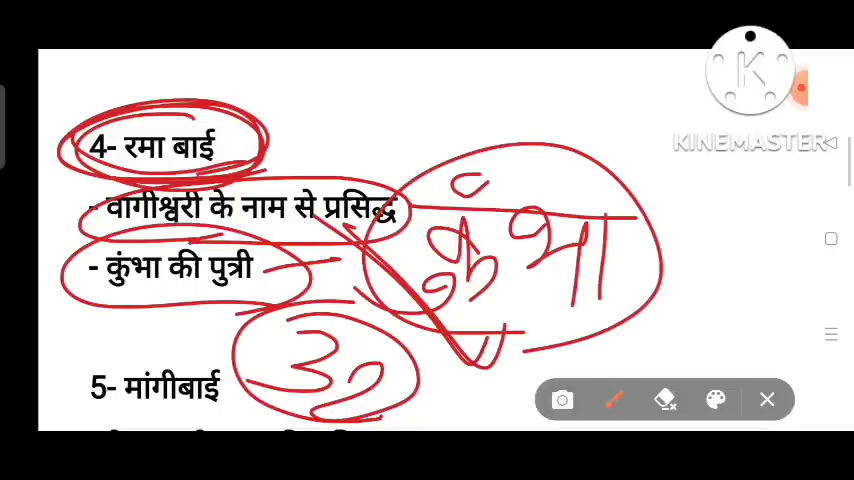 KINEMASTER
4- रमा बाई
- वागीश्वरी के नाम से प्रसिद्ध
- कुंभा की पुत्री
कुंभा
32
5- मांगीबाई